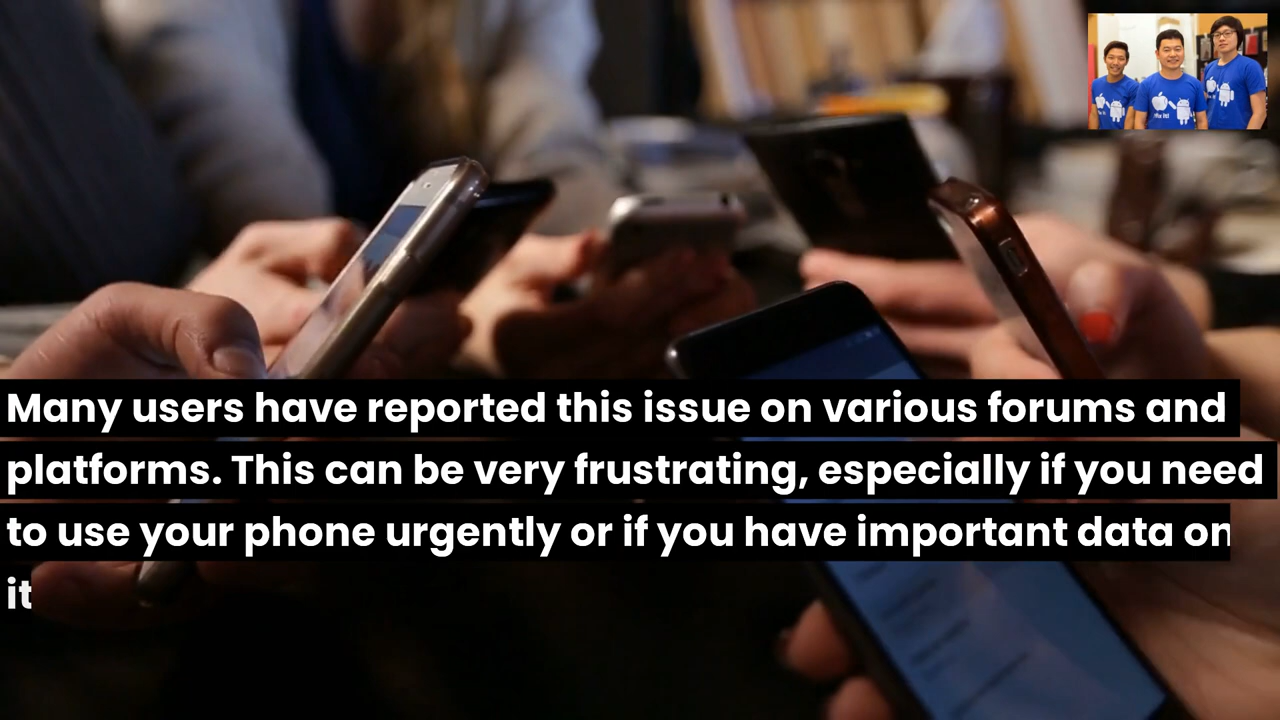 Many users have reported this issue on various forums and
platforms. This can be very frustrating, especially if you need
to use your phone urgently or if you have important data on
it